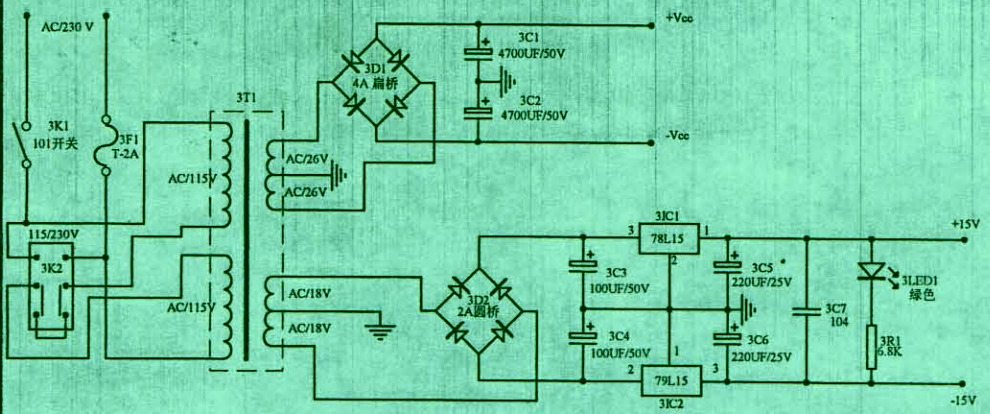 AC/230 V
3K1
101开关
3F1
T-2A
115/230V
3K2
3T1
AC/115V
AC/115V
AC/26V
AC/26V
AC/18V
AC/18V
3D1
4A 扁桥
3C1
4700UF/50V
3C2
4700UF/50V
+Vcc
-Vcc
3D2
2A圆桥
3C3
100UF/50V
3C4
100UF/50V
3IC1
3 78L15 1
2
1
2 79L15 3
3IC2
3C5
220UF/25V
3C6
220UF/25V
3C7
104
3LED1
绿色
3R1
6.8K
+15V
-15V